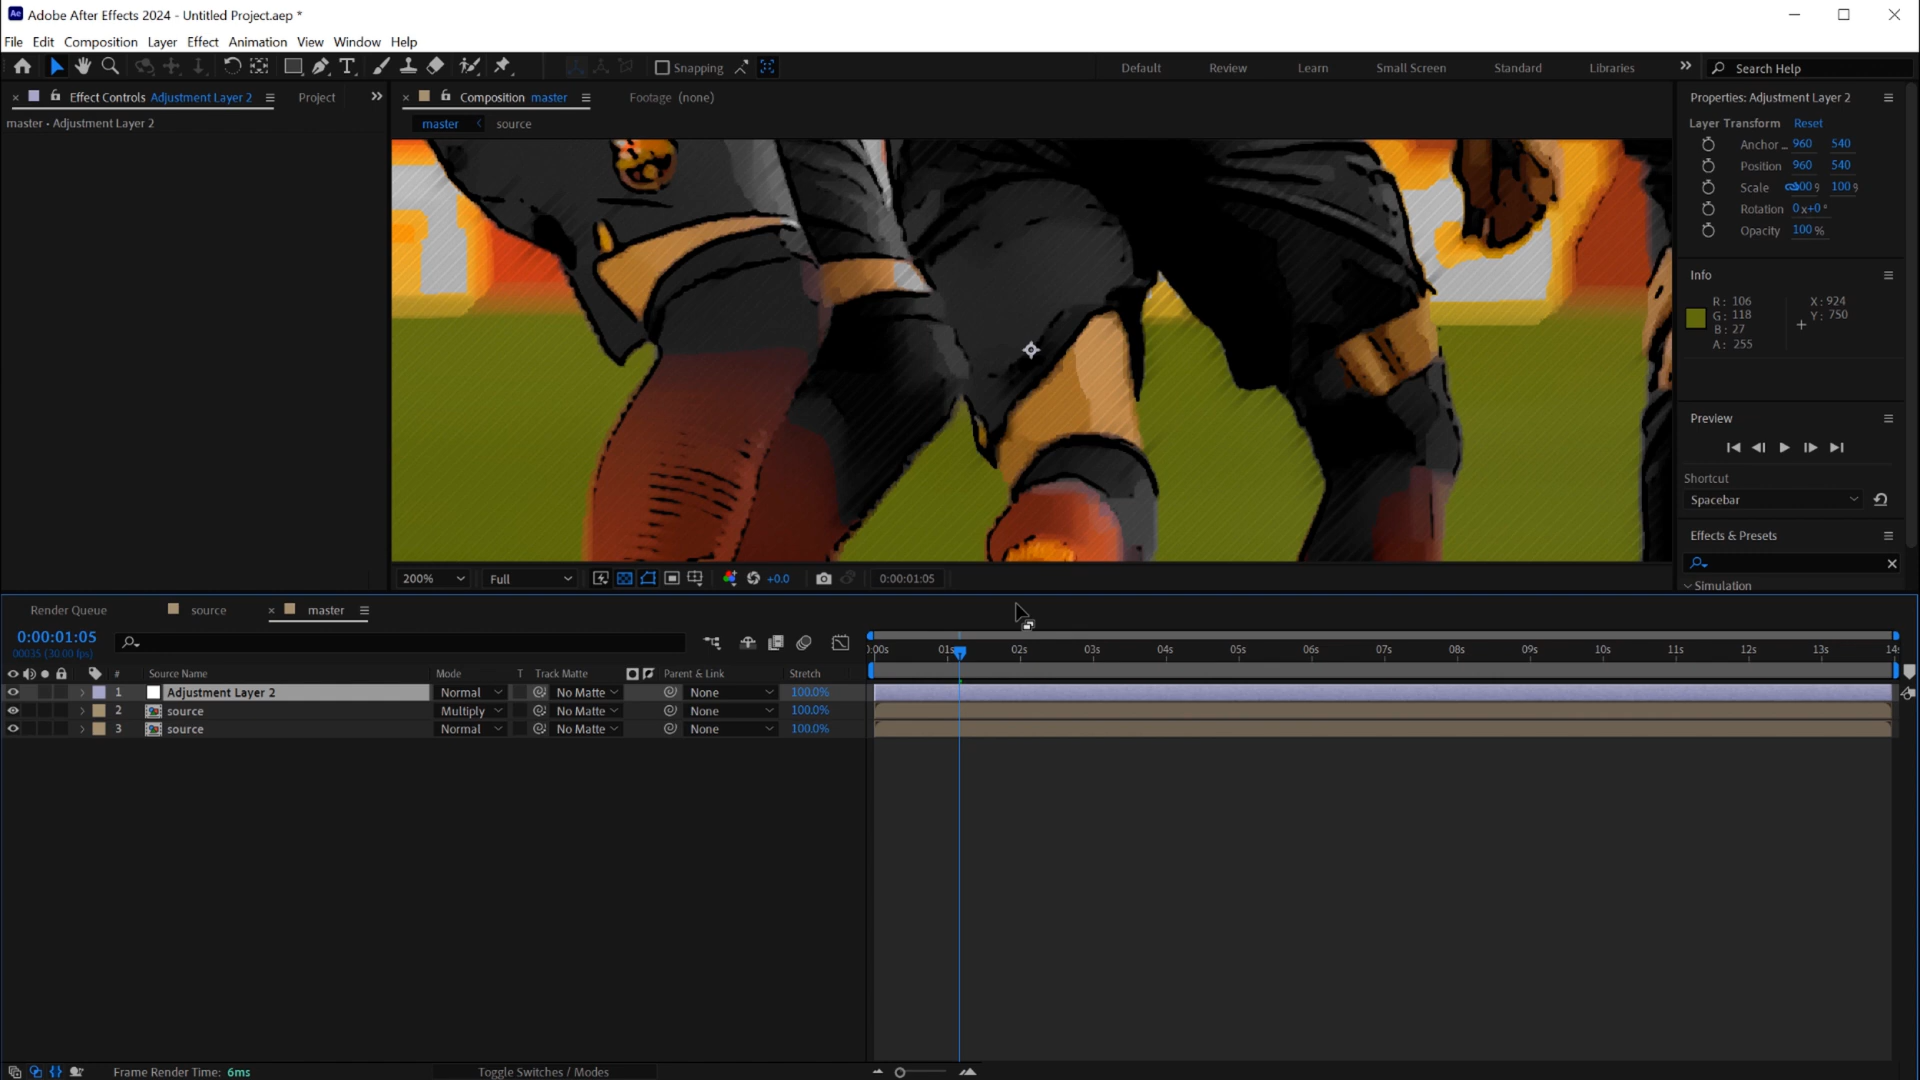 Adobe After Effects 2024 - Untitled Project.aep *
File Edit Composition Layer Effect Animation View Window Help
Snapping
Default Review Learn Small Screen Standard Libraries
Search Help
Effect Controls Adjustment Layer 2
Project
Composition master
Footage (none)
Properties: Adjustment Layer 2
master • Adjustment Layer 2
master source
Layer Transform Reset
Anchor ... 960 540
Position 960 540
Scale 100 100
Rotation 0x+0°
Opacity 100 %
Info
R: 106
G: 118
B: 27
A: 255
X: 924
Y: 750
Preview
Shortcut
Spacebar
Effects & Presets
Simulation
200% Full +0.0 0:00:01:05
Render Queue source master
0:00:01:05
00035 (30.00 fps)
:00s 01s 02s 03s 04s 05s 06s 07s 08s 09s 10s 11s 12s 13s 14s
# Source Name Mode T Track Matte Parent & Link Stretch
1 Adjustment Layer 2 Normal No Matte None 100.0%
2 source Multiply No Matte None 100.0%
3 source Normal No Matte None 100.0%
Frame Render Time: 6ms
Toggle Switches / Modes